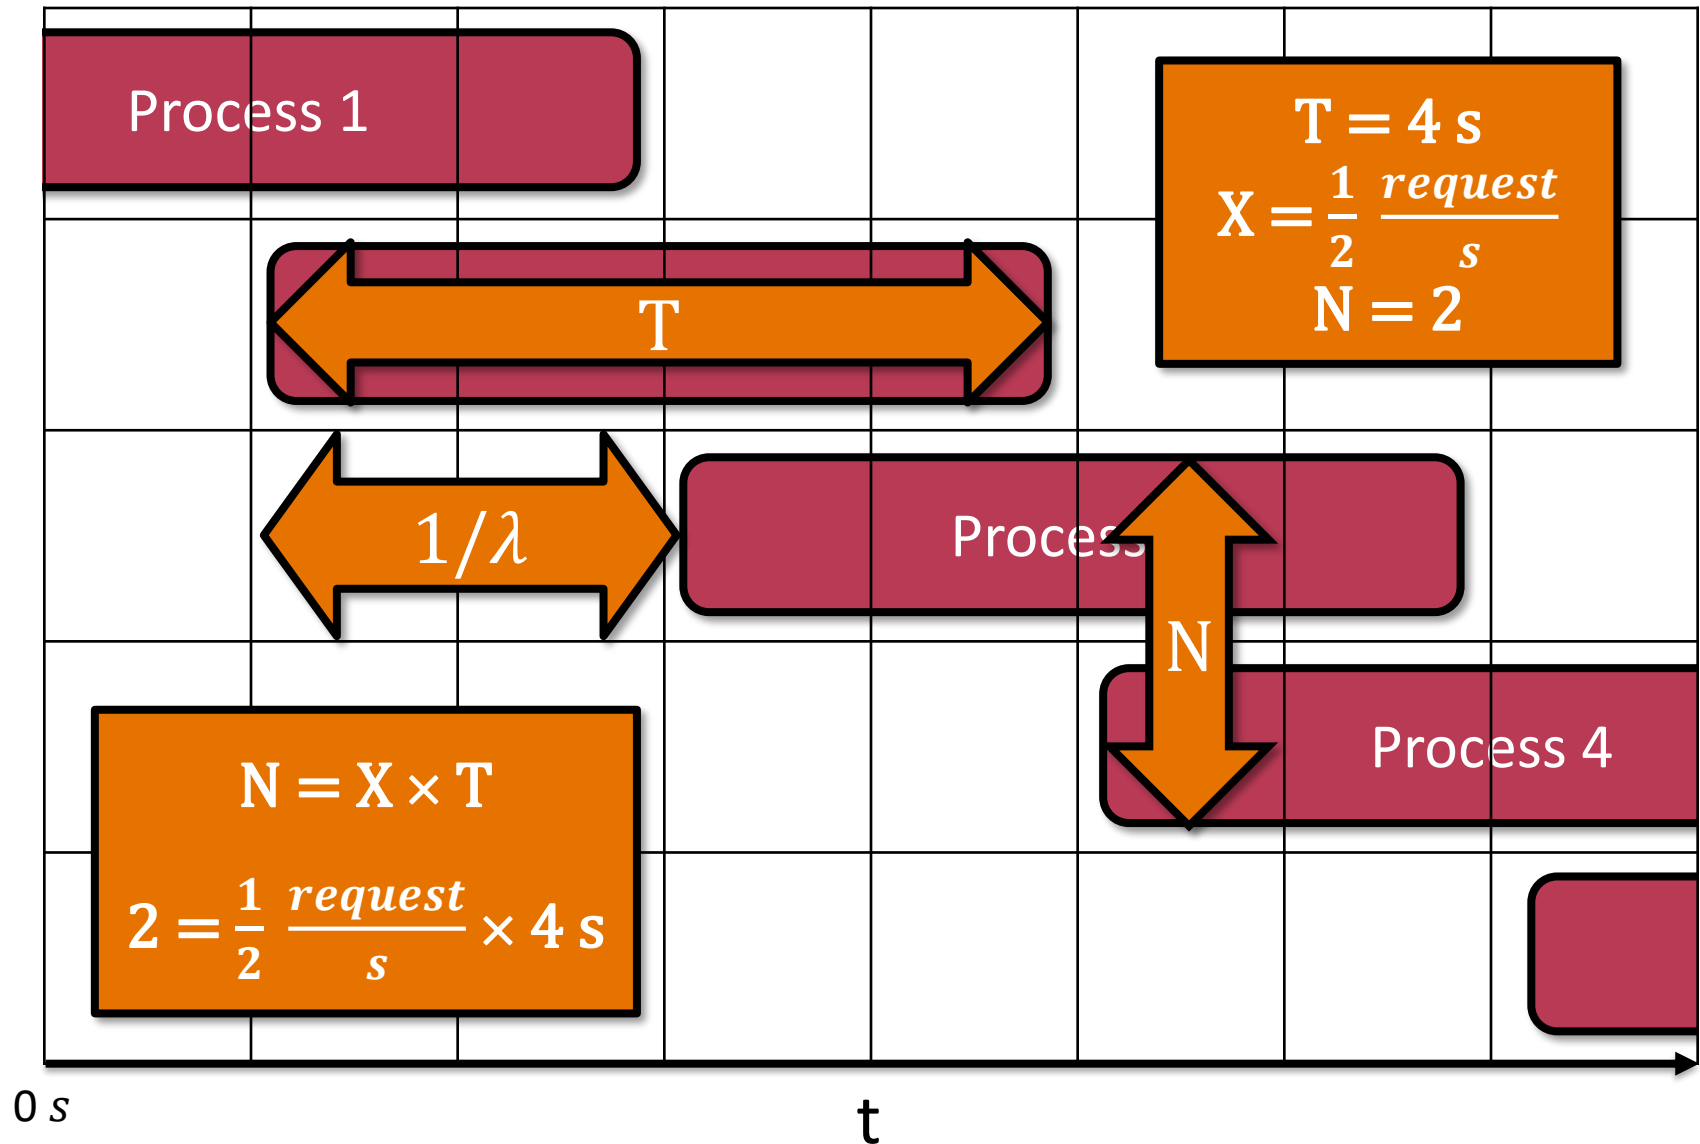 Process 1
T = 4 s
X = 1/2 request/s
N = 2
T
1/λ
Process
N
Process 4
N = X × T
2 = 1/2 request/s × 4 s
0 s
t